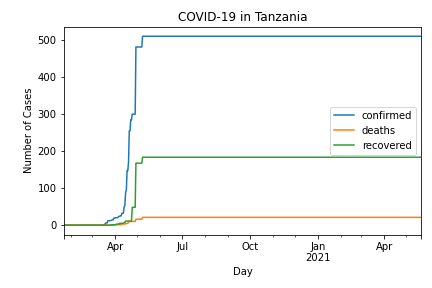 COVID-19 in Tanzania
Number of Cases
500
400
300
200
100
0
confirmed
deaths
recovered
Apr
Jul
Oct
Jan
2021
Apr
Day